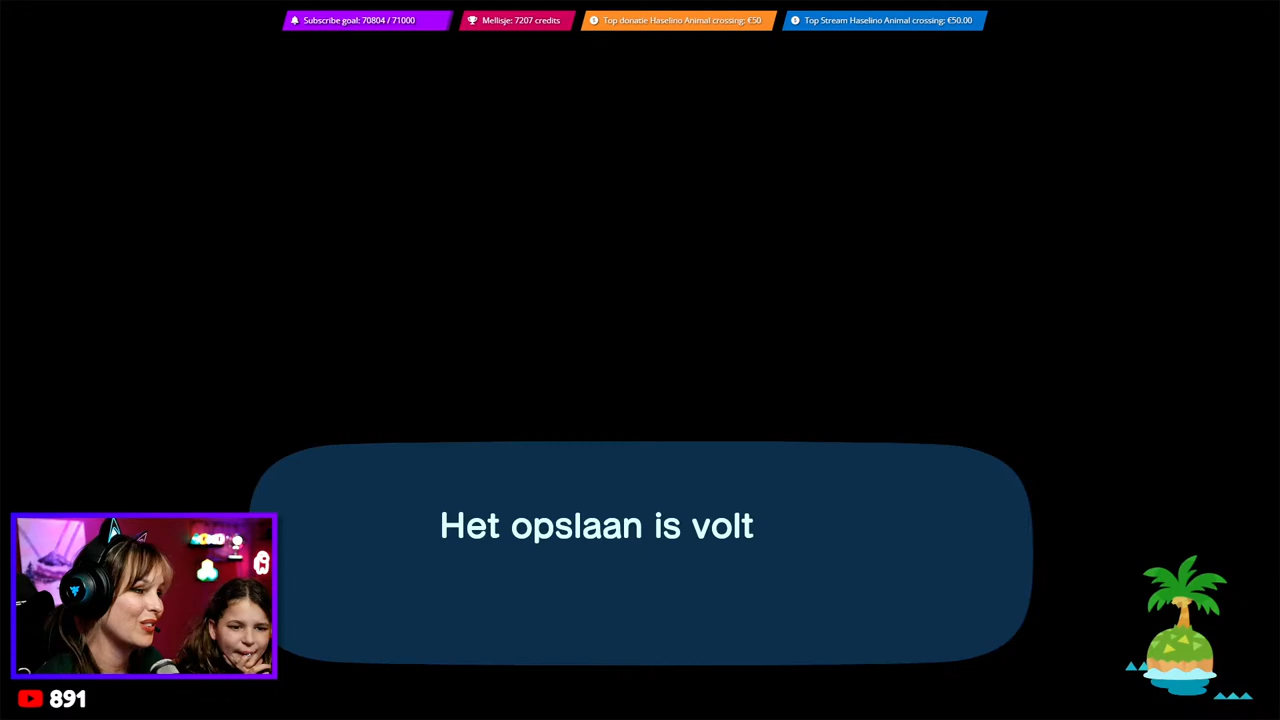 Subscribe goal: 70804 / 71000
Mellisje: 7207 credits
Top donatie Haselino Animal crossing: €50
Top Stream Haselino Animal crossing: €50.00
Het opslaan is volt
891